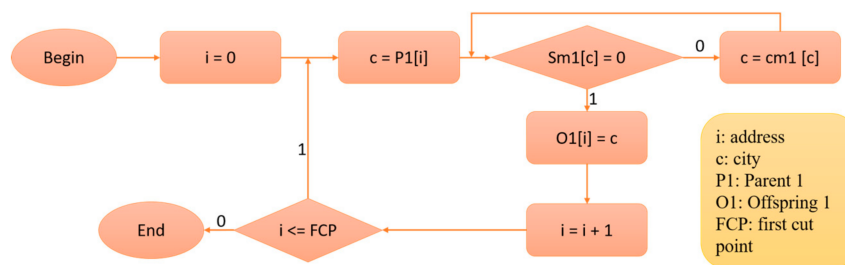 Begin
i = 0
c = P1[i]
Sm1[c] = 0
0
c = cm1 [c]
1
O1[i] = c
i = i + 1
i <= FCP
1
0
End
i: address
c: city
P1: Parent 1
O1: Offspring 1
FCP: first cut
point